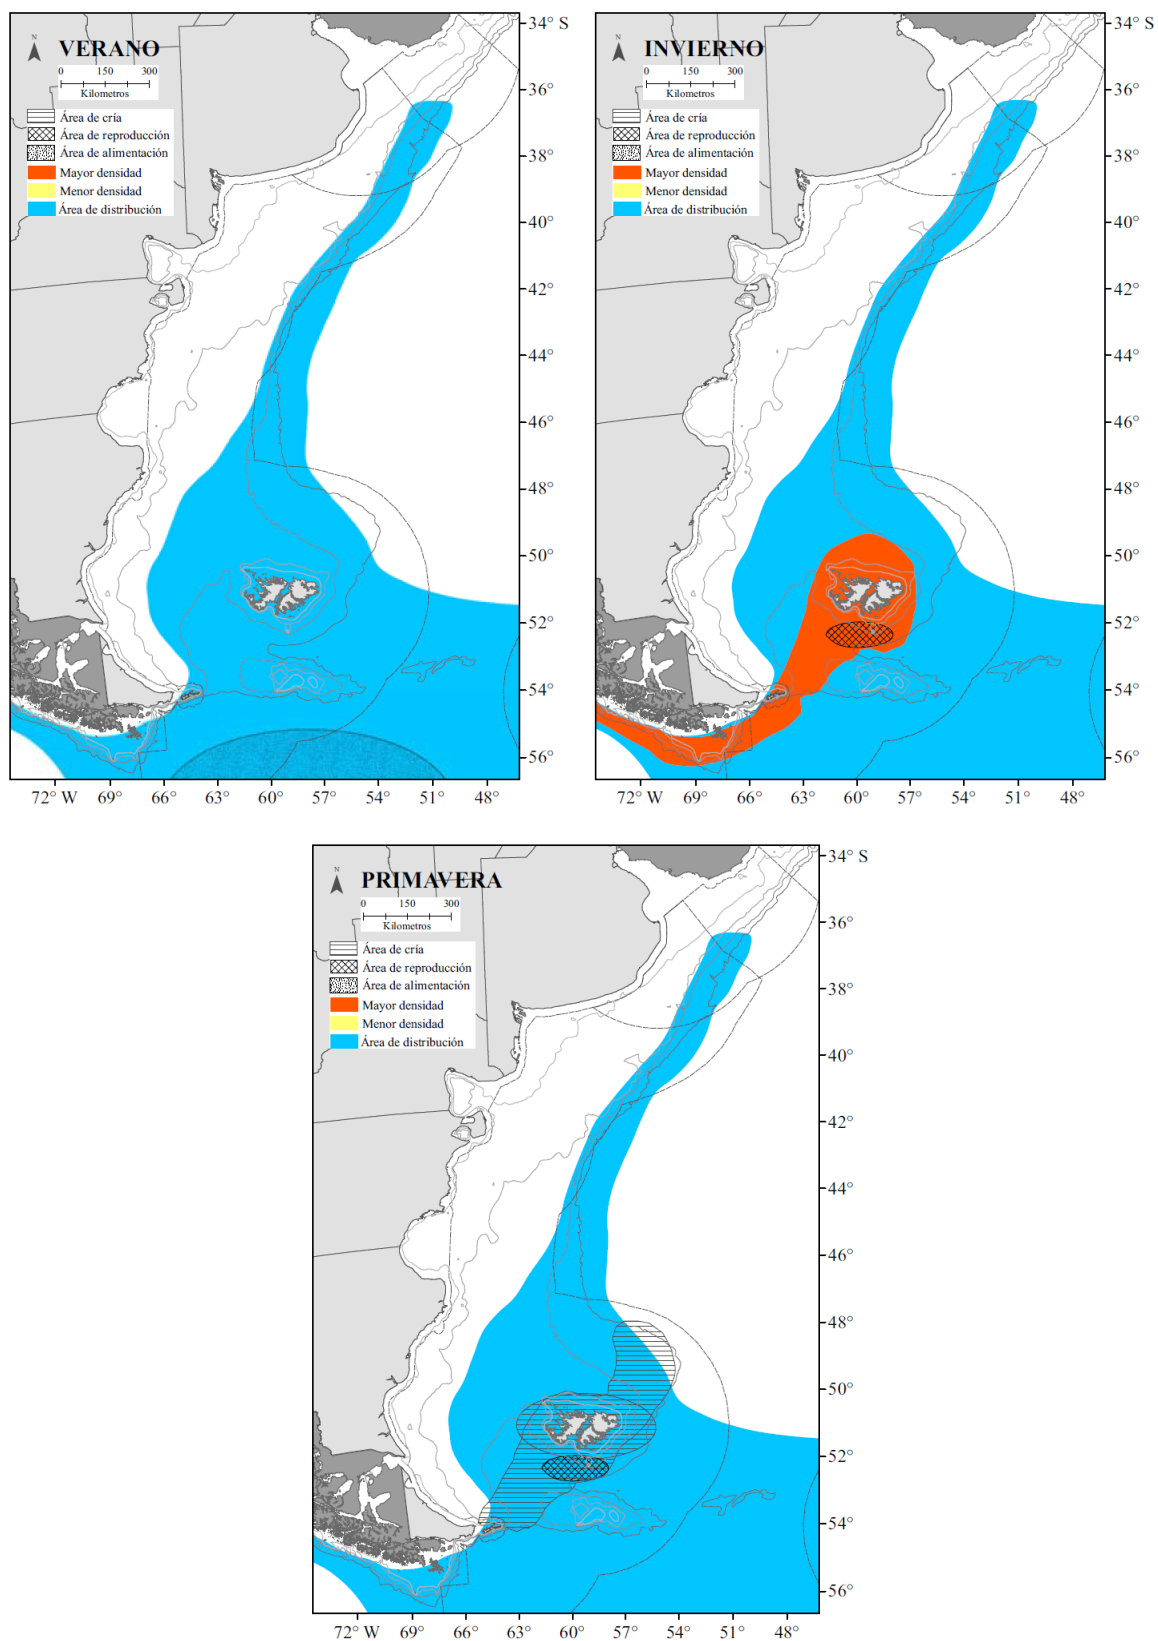 N
VERANO
0 150 300
Kilometros
Área de cría
Área de reproducción
Área de alimentación
Mayor densidad
Menor densidad
Área de distribución
34° S
36°
38°
40°
42°
44°
46°
48°
50°
52°
54°
56°
72° W 69° 66° 63° 60° 57° 54° 51° 48°
N
INVIERNO
0 150 300
Kilometros
Área de cría
Área de reproducción
Área de alimentación
Mayor densidad
Menor densidad
Área de distribución
34° S
36°
38°
40°
42°
44°
46°
48°
50°
52°
54°
56°
72° W 69° 66° 63° 60° 57° 54° 51° 48°
N
PRIMAVERA
0 150 300
Kilometros
Área de cría
Área de reproducción
Área de alimentación
Mayor densidad
Menor densidad
Área de distribución
34° S
36°
38°
40°
42°
44°
46°
48°
50°
52°
54°
56°
72° W 69° 66° 63° 60° 57° 54° 51° 48°